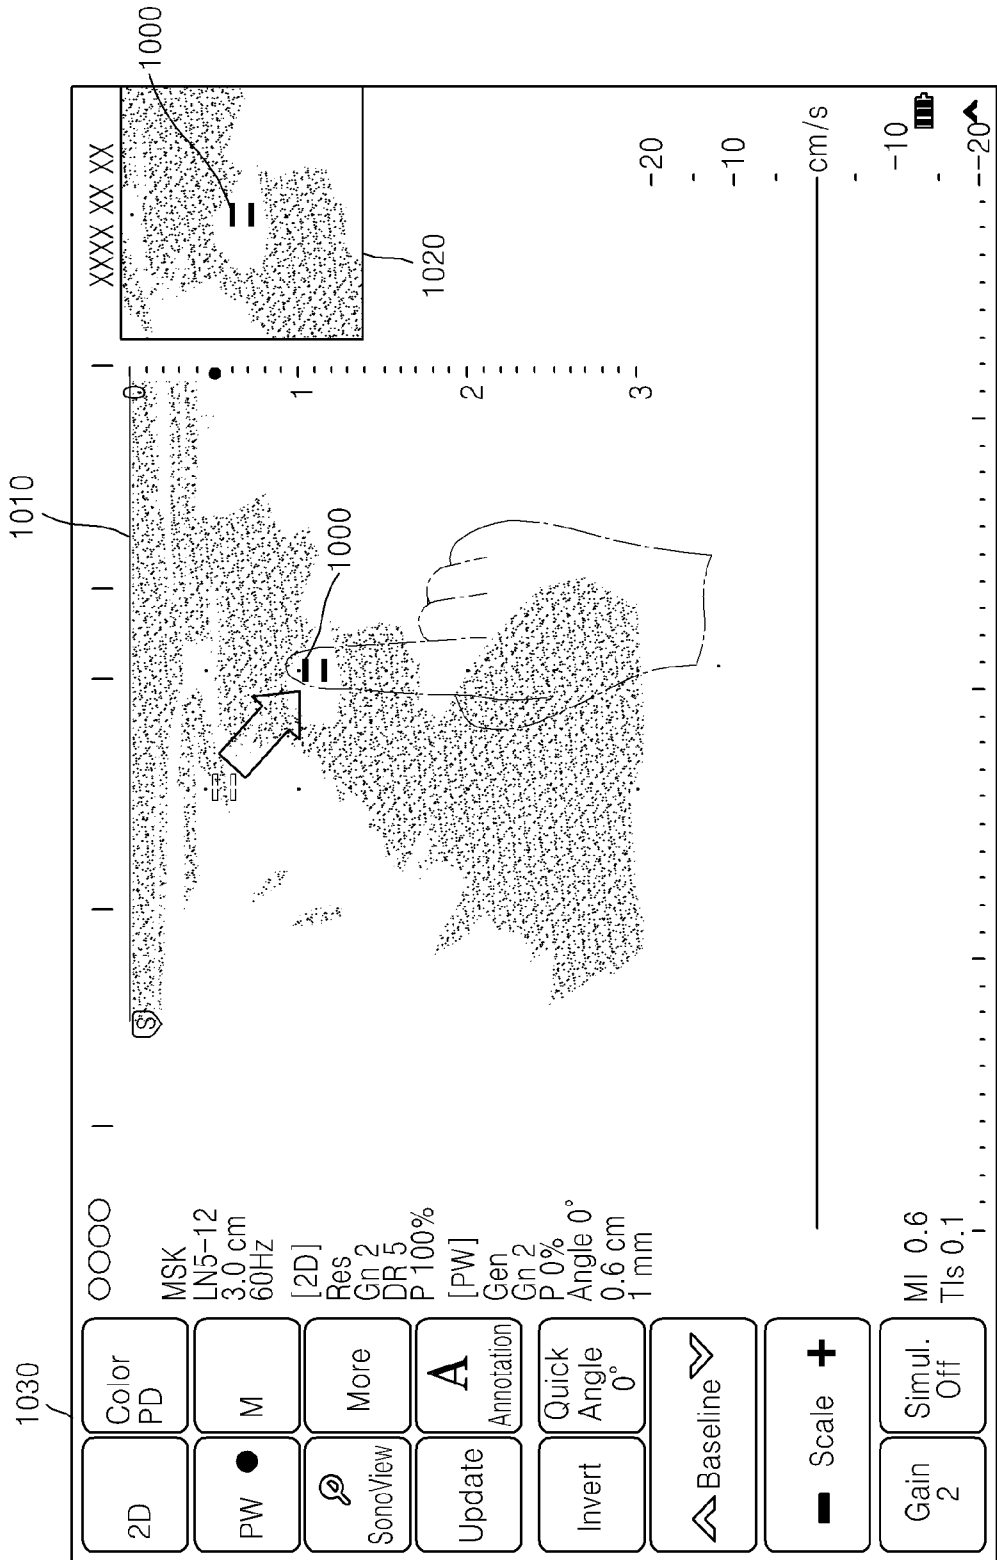 1030
1010
1000
OOOO
XXXX XX XX
2D
Color
PD
PW
M
SonoView
More
Update
A
Annotation
Invert
Quick
Angle
0°
Baseline
Scale
Gain
2
Simul.
Off
MSK
LN5-12
3.0 cm
60Hz
[2D]
Res
Gn 2
DR 5
P 100%
[PW]
Gen
Gn 2
P 0%
Angle 0°
0.6 cm
1 mm
MI 0.6
TIs 0.1
S
0
1
2
3
1000
1020
20
10
cm/s
-10
-20